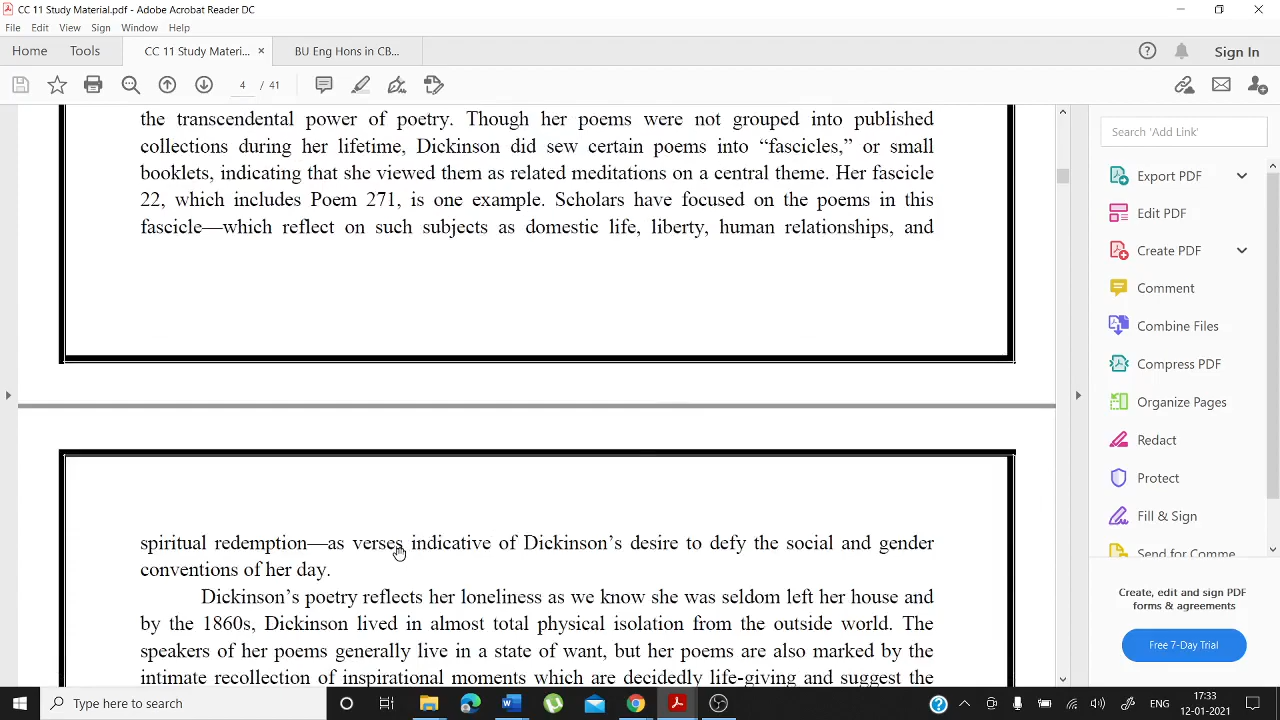 CC 11 Study Material.pdf - Adobe Acrobat Reader DC
File Edit View Sign Window Help
Home Tools CC 11 Study Materi... × BU Eng Hons in CB... Sign In
4 / 41
the transcendental power of poetry. Though her poems were not grouped into published
collections during her lifetime, Dickinson did sew certain poems into “fascicles,” or small
booklets, indicating that she viewed them as related meditations on a central theme. Her fascicle
22, which includes Poem 271, is one example. Scholars have focused on the poems in this
fascicle—which reflect on such subjects as domestic life, liberty, human relationships, and
spiritual redemption—as verses indicative of Dickinson’s desire to defy the social and gender
conventions of her day.
Dickinson’s poetry reflects her loneliness as we know she was seldom left her house and
by the 1860s, Dickinson lived in almost total physical isolation from the outside world. The
speakers of her poems generally live in a state of want, but her poems are also marked by the
intimate recollection of inspirational moments which are decidedly life-giving and suggest the
Search 'Add Link'
Export PDF
Edit PDF
Create PDF
Comment
Combine Files
Compress PDF
Organize Pages
Redact
Protect
Fill & Sign
Send for Comme
Create, edit and sign PDF
forms & agreements
Free 7-Day Trial
Type here to search
ENG
17:33
12-01-2021